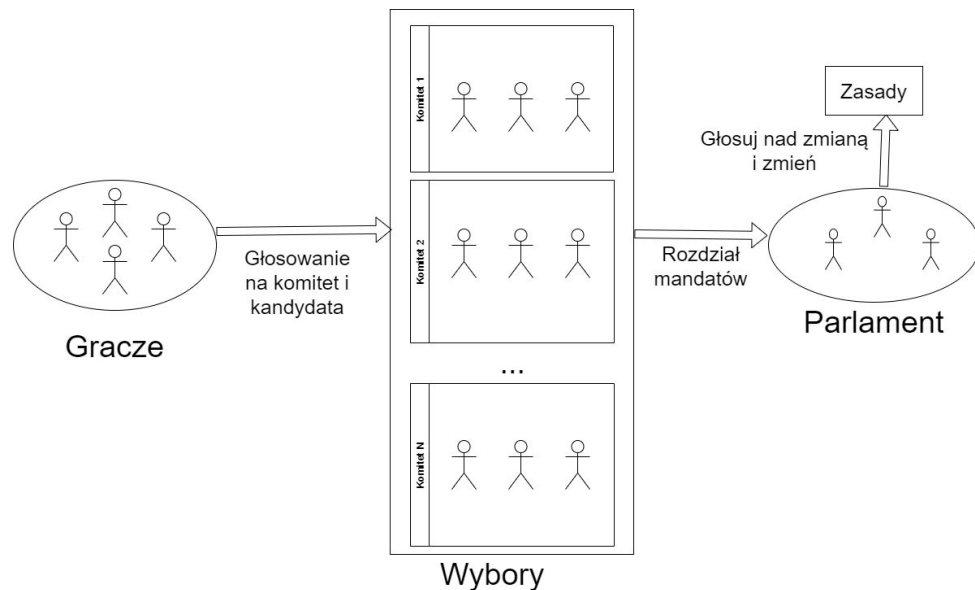 Gracze
Głosowanie
na komitet i
kandydata
Komitet 1
Komitet 2
...
Komitet N
Wybory
Rozdział
mandatów
Parlament
Głosuj nad zmianą
i zmień
Zasady